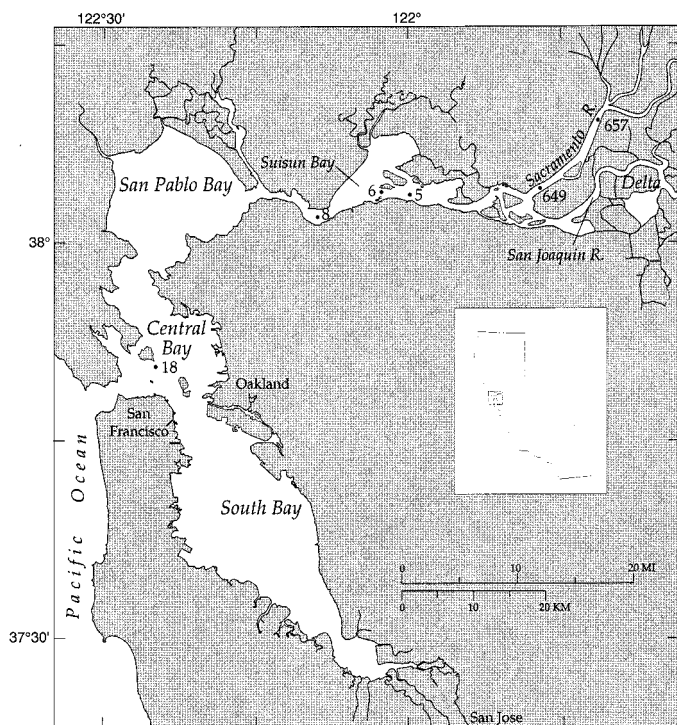 122°30'
122°
Sacramento R.
657
Suisun Bay
San Pablo Bay
6
5
649
Delta
8
38°
San Joaquin R.
Central
Bay
18
Oakland
San
Francisco
Pacific Ocean
South Bay
0
10
20 MI
0
10
20 KM
37°30'
San Jose